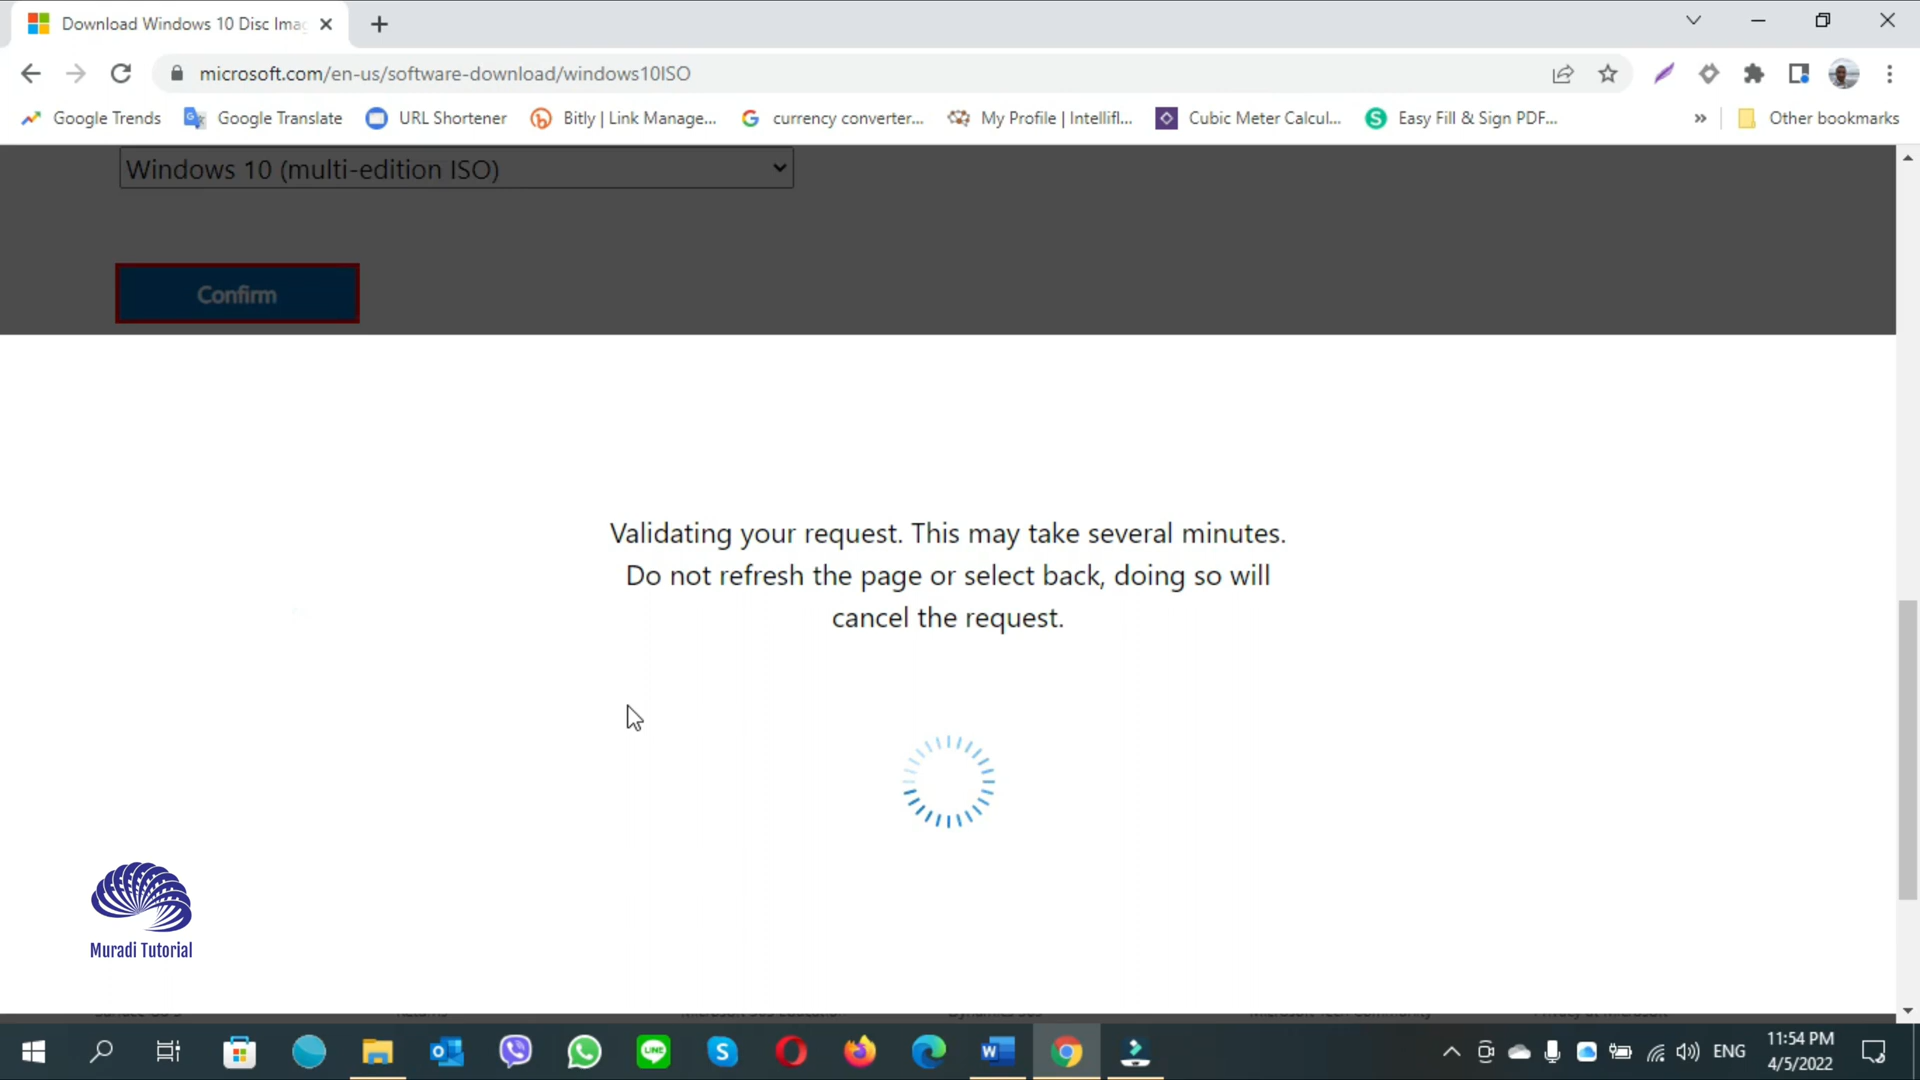 Download Windows 10 Disc Imag
microsoft.com/en-us/software-download/windows10ISO
Google Trends
Google Translate
URL Shortener
Bitly | Link Manage...
currency converter...
My Profile | Intellifl...
Cubic Meter Calcul...
Easy Fill & Sign PDF...
Other bookmarks
Windows 10 (multi-edition ISO)
Confirm
Validating your request. This may take several minutes.
Do not refresh the page or select back, doing so will
cancel the request.
Muradi Tutorial
ENG
11:54 PM
4/5/2022